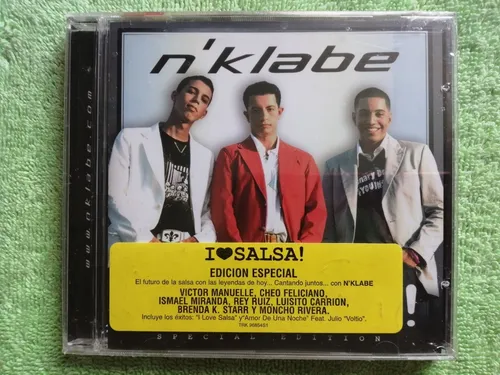 n'klabe
www.nklabe.com
I♥SALSA!
EDICION ESPECIAL
El futuro de la salsa con las leyendas de hoy... Cantando juntos... con N'KLABE
VICTOR MANUELLE, CHEO FELICIANO,
ISMAEL MIRANDA, REY RUIZ, LUISITO CARRION,
BRENDA K. STARR Y MONCHO RIVERA.
Incluye los éxitos: "I Love Salsa" y "Amor De Una Noche" Feat. Julio "Voltio".
!
SPECIAL EDITION